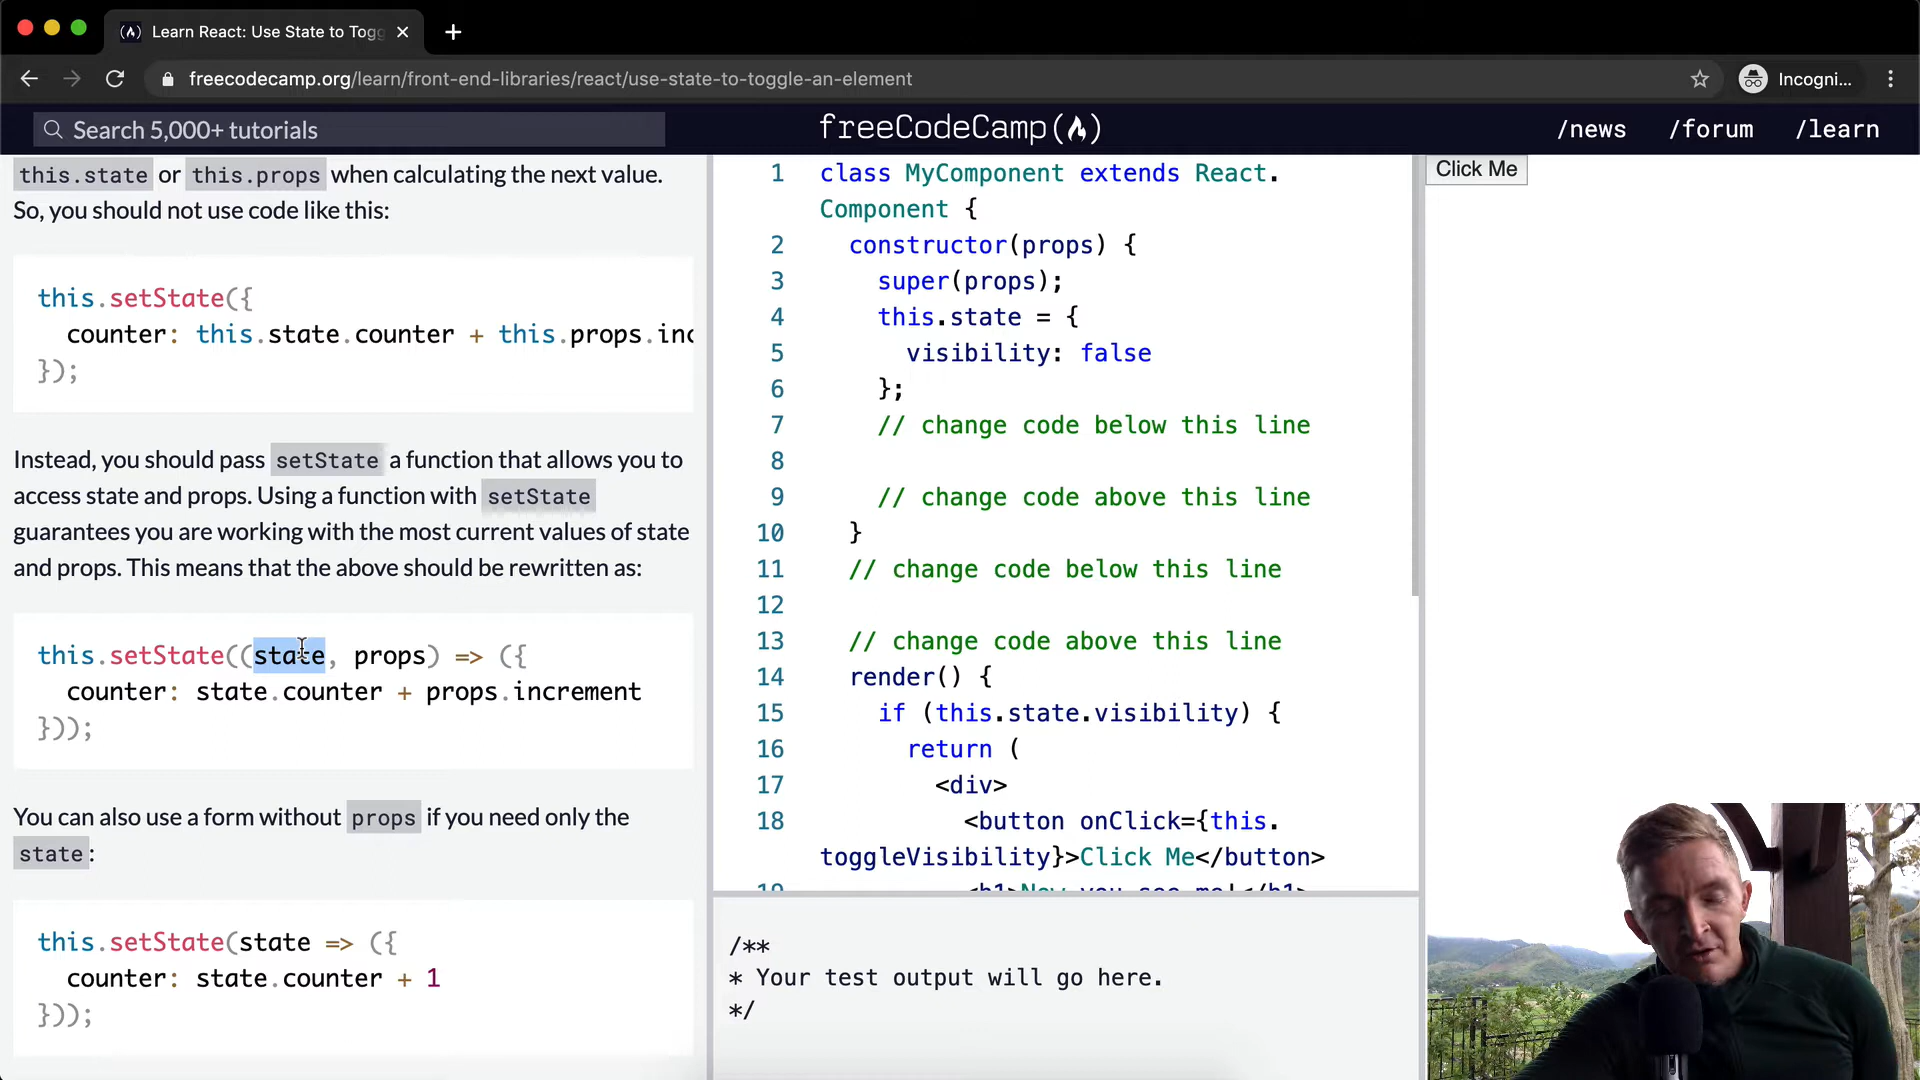 Learn React: Use State to Togg
freecodecamp.org/learn/front-end-libraries/react/use-state-to-toggle-an-element
Incogni...
Search 5,000+ tutorials
freeCodeCamp
/news
/forum
/learn
this.state or this.props when calculating the next value.
So, you should not use code like this:
this.setState({
counter: this.state.counter + this.props.inc
});
Instead, you should pass setState a function that allows you to
access state and props. Using a function with setState
guarantees you are working with the most current values of state
and props. This means that the above should be rewritten as:
this.setState((state, props) => ({
counter: state.counter + props.increment
}));
You can also use a form without props if you need only the
state:
this.setState(state => ({
counter: state.counter + 1
}));
1 class MyComponent extends React.
Component {
2 constructor(props) {
3 super(props);
4 this.state = {
5 visibility: false
6 };
7 // change code below this line
8
9 // change code above this line
10 }
11 // change code below this line
12
13 // change code above this line
14 render() {
15 if (this.state.visibility) {
16 return (
17 <div>
18 <button onClick={this.
toggleVisibility}>Click Me</button>
19 <h1>Now you see me!</h1>
/**
* Your test output will go here.
*/
Click Me